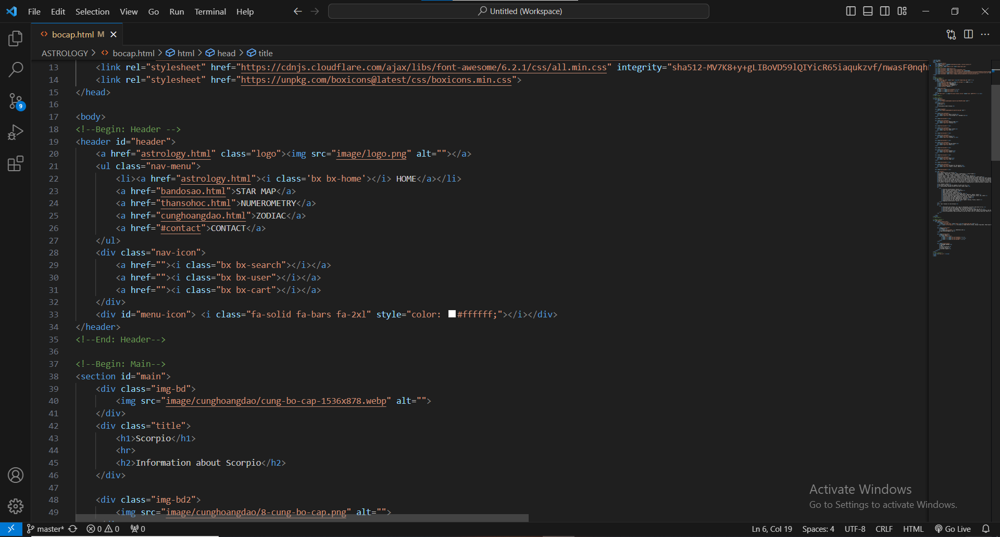 File Edit Selection View Go Run Terminal Help
Untitled (Workspace)
bocap.html M
ASTROLOGY > bocap.html > html > head > title
13 <link rel="stylesheet" href="https://cdnjs.cloudflare.com/ajax/libs/font-awesome/6.2.1/css/all.min.css" integrity="sha512-MV7K8+y+gLIBoVD59lQIYicR65iaqukzvf/nwasF0nqh
14 <link rel="stylesheet" href="https://unpkg.com/boxicons@latest/css/boxicons.min.css">
15 </head>
16
17 <body>
18 <!--Begin: Header -->
19 <header id="header">
20 <a href="astrology.html" class="logo"><img src="image/logo.png" alt=""></a>
21 <ul class="nav-menu">
22 <li><a href="astrology.html"><i class='bx bx-home'></i> HOME</a></li>
23 <a href="bandosao.html">STAR MAP</a>
24 <a href="thansohoc.html">NUMEROMETRY</a>
25 <a href="cunghoangdao.html">ZODIAC</a>
26 <a href="#contact">CONTACT</a>
27 </ul>
28 <div class="nav-icon">
29 <a href=""><i class="bx bx-search"></i></a>
30 <a href=""><i class="bx bx-user"></i></a>
31 <a href=""><i class="bx bx-cart"></i></a>
32 </div>
33 <div id="menu-icon"> <i class="fa-solid fa-bars fa-2xl" style="color: #ffffff;"></i></div>
34 </header>
35 <!--End: Header-->
36
37 <!--Begin: Main-->
38 <section id="main">
39 <div class="img-bd">
40 <img src="image/cunghoangdao/cung-bo-cap-1536x878.webp" alt="">
41 </div>
42 <div class="title">
43 <h1>Scorpio</h1>
44 <hr>
45 <h2>Information about Scorpio</h2>
46 </div>
47
48 <div class="img-bd2">
49 <img src="image/cunghoangdao/8-cung-bo-cap.png" alt="">
9
Activate Windows
Go to Settings to activate Windows.
master* 0 0 0
Ln 6, Col 19 Spaces: 4 UTF-8 CRLF HTML Go Live